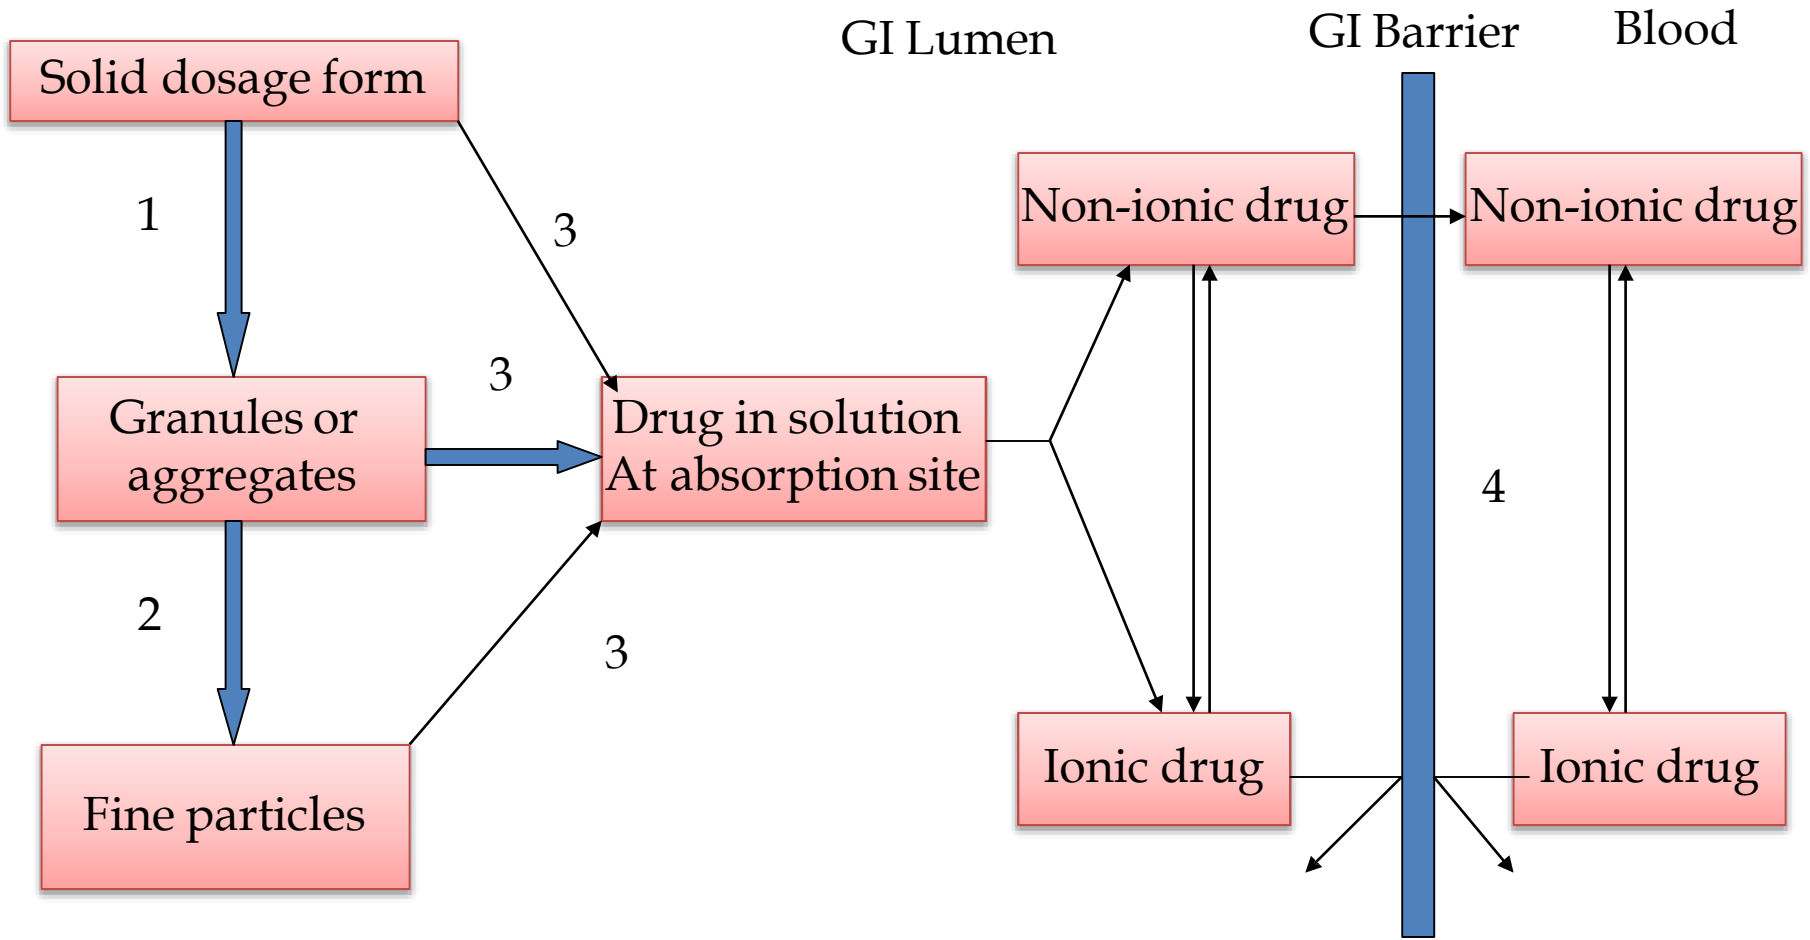 GI Lumen
GI Barrier
Blood
Solid dosage form
1
3
Non-ionic drug
Non-ionic drug
3
Granules or
aggregates
Drug in solution
At absorption site
4
2
3
Ionic drug
Ionic drug
Fine particles